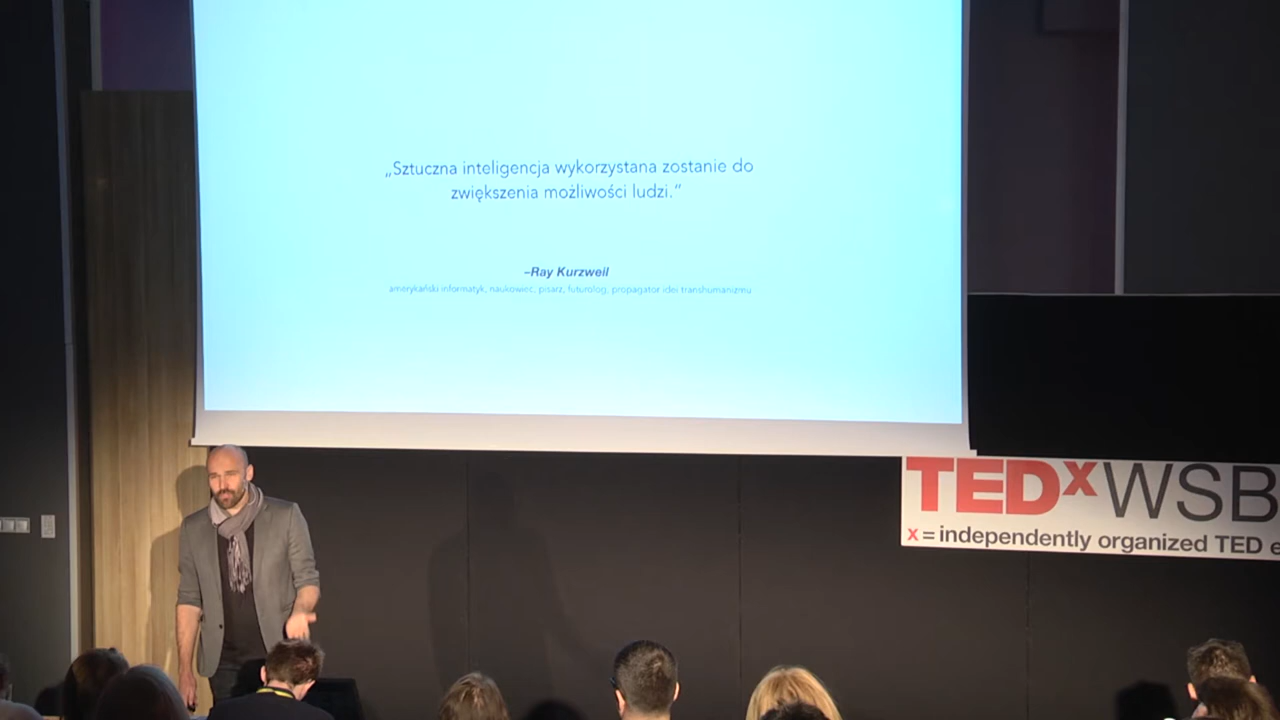 „Sztuczna inteligencja wykorzystana zostanie do
zwiększenia możliwości ludzi.”
–Ray Kurzweil
amerykański informatyk, naukowiec, pisarz, futurolog, propagator idei transhumanizmu
TEDxWSB
x = independently organized TED e